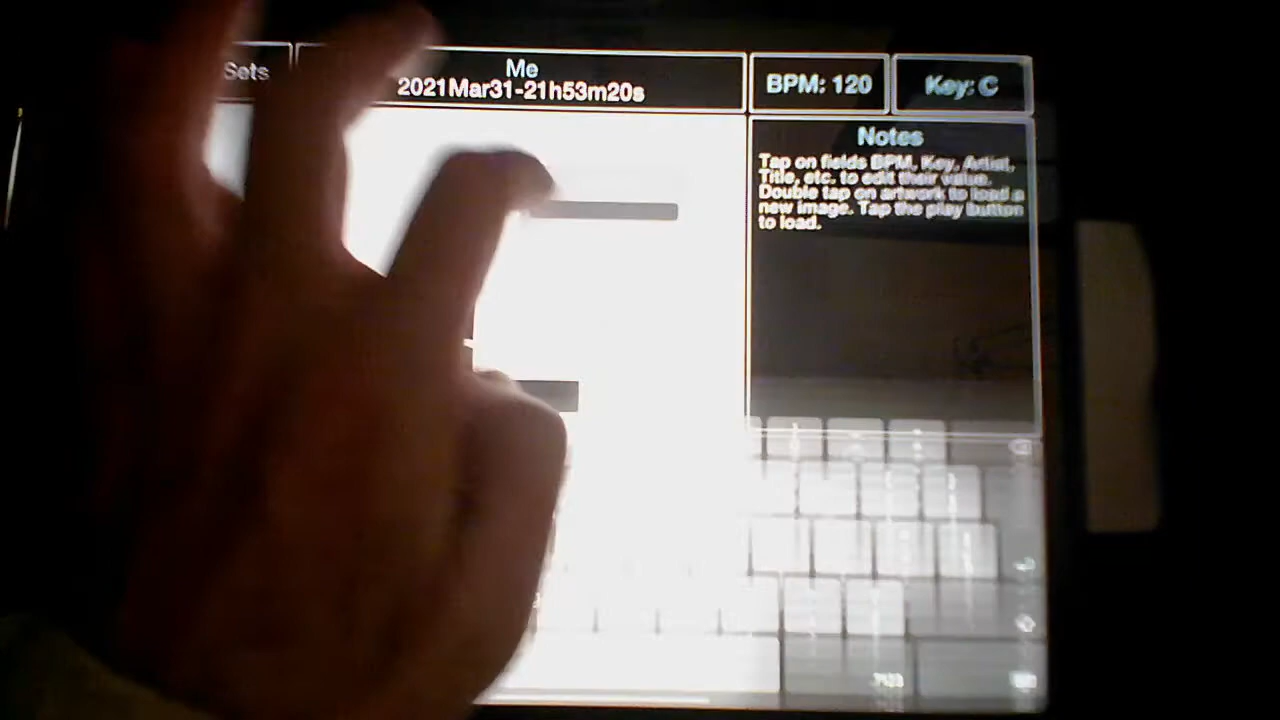 Sets
Me
2021Mar31-21h53m20s
BPM: 120
Key: C
Notes
Tap on fields BPM, Key, Artist,
Title, etc. to edit their value.
Double tap on artwork to load a
new image. Tap the play button
to load.
.?123